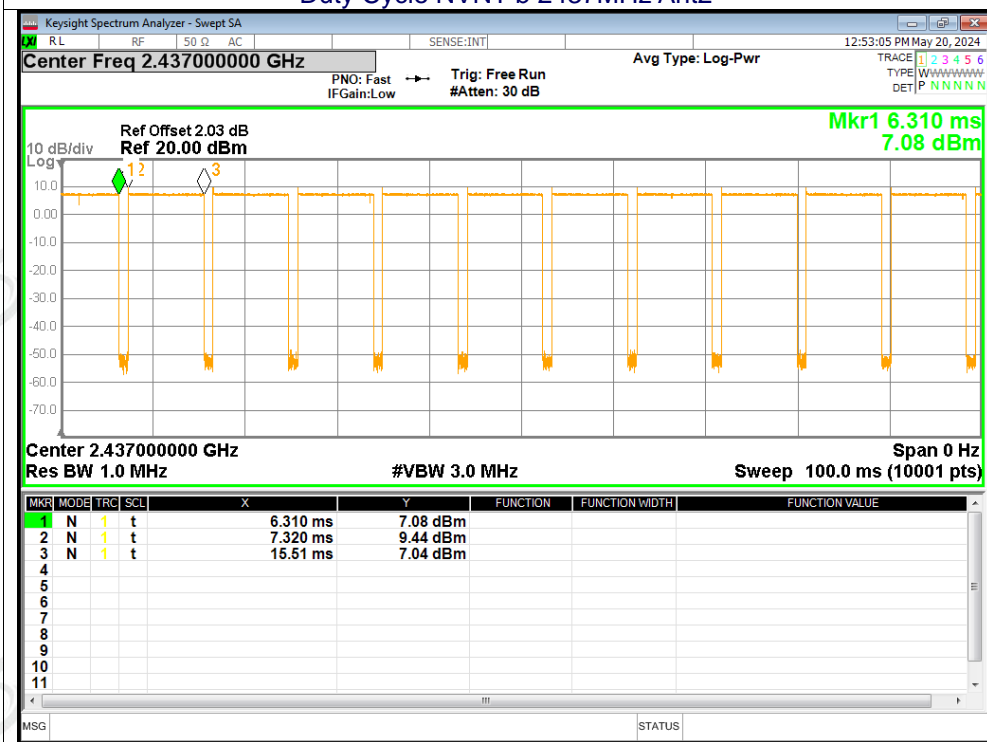 Duty Cycle NVNT b 2437MHz Ant2
Keysight Spectrum Analyzer - Swept SA
LXI RL RF 50 Ω AC SENSE:INT 12:53:05 PM May 20, 2024
Center Freq 2.437000000 GHz Avg Type: Log-Pwr TRACE 1 2 3 4 5 6
PNO: Fast Trig: Free Run TYPE WWWWWW
IFGain:Low #Atten: 30 dB DET P N N N N N
Mkr1 6.310 ms
7.08 dBm
Ref Offset 2.03 dB
10 dB/div Ref 20.00 dBm
Log
1 2 3
10.0
0.00
-10.0
-20.0
-30.0
-40.0
-50.0
-60.0
-70.0
Center 2.437000000 GHz Span 0 Hz
Res BW 1.0 MHz #VBW 3.0 MHz Sweep 100.0 ms (10001 pts)
MKR MODE TRC SCL X Y FUNCTION FUNCTION WIDTH FUNCTION VALUE
1 N 1 t 6.310 ms 7.08 dBm
2 N 1 t 7.320 ms 9.44 dBm
3 N 1 t 15.51 ms 7.04 dBm
4
5
6
7
8
9
10
11
MSG STATUS